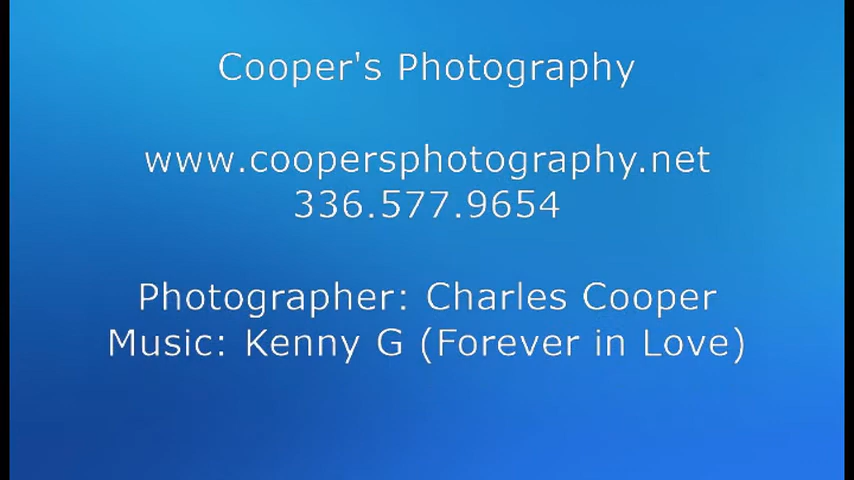 Cooper's Photography
www.coopersphotography.net
336.577.9654
Photographer: Charles Cooper
Music: Kenny G (Forever in Love)